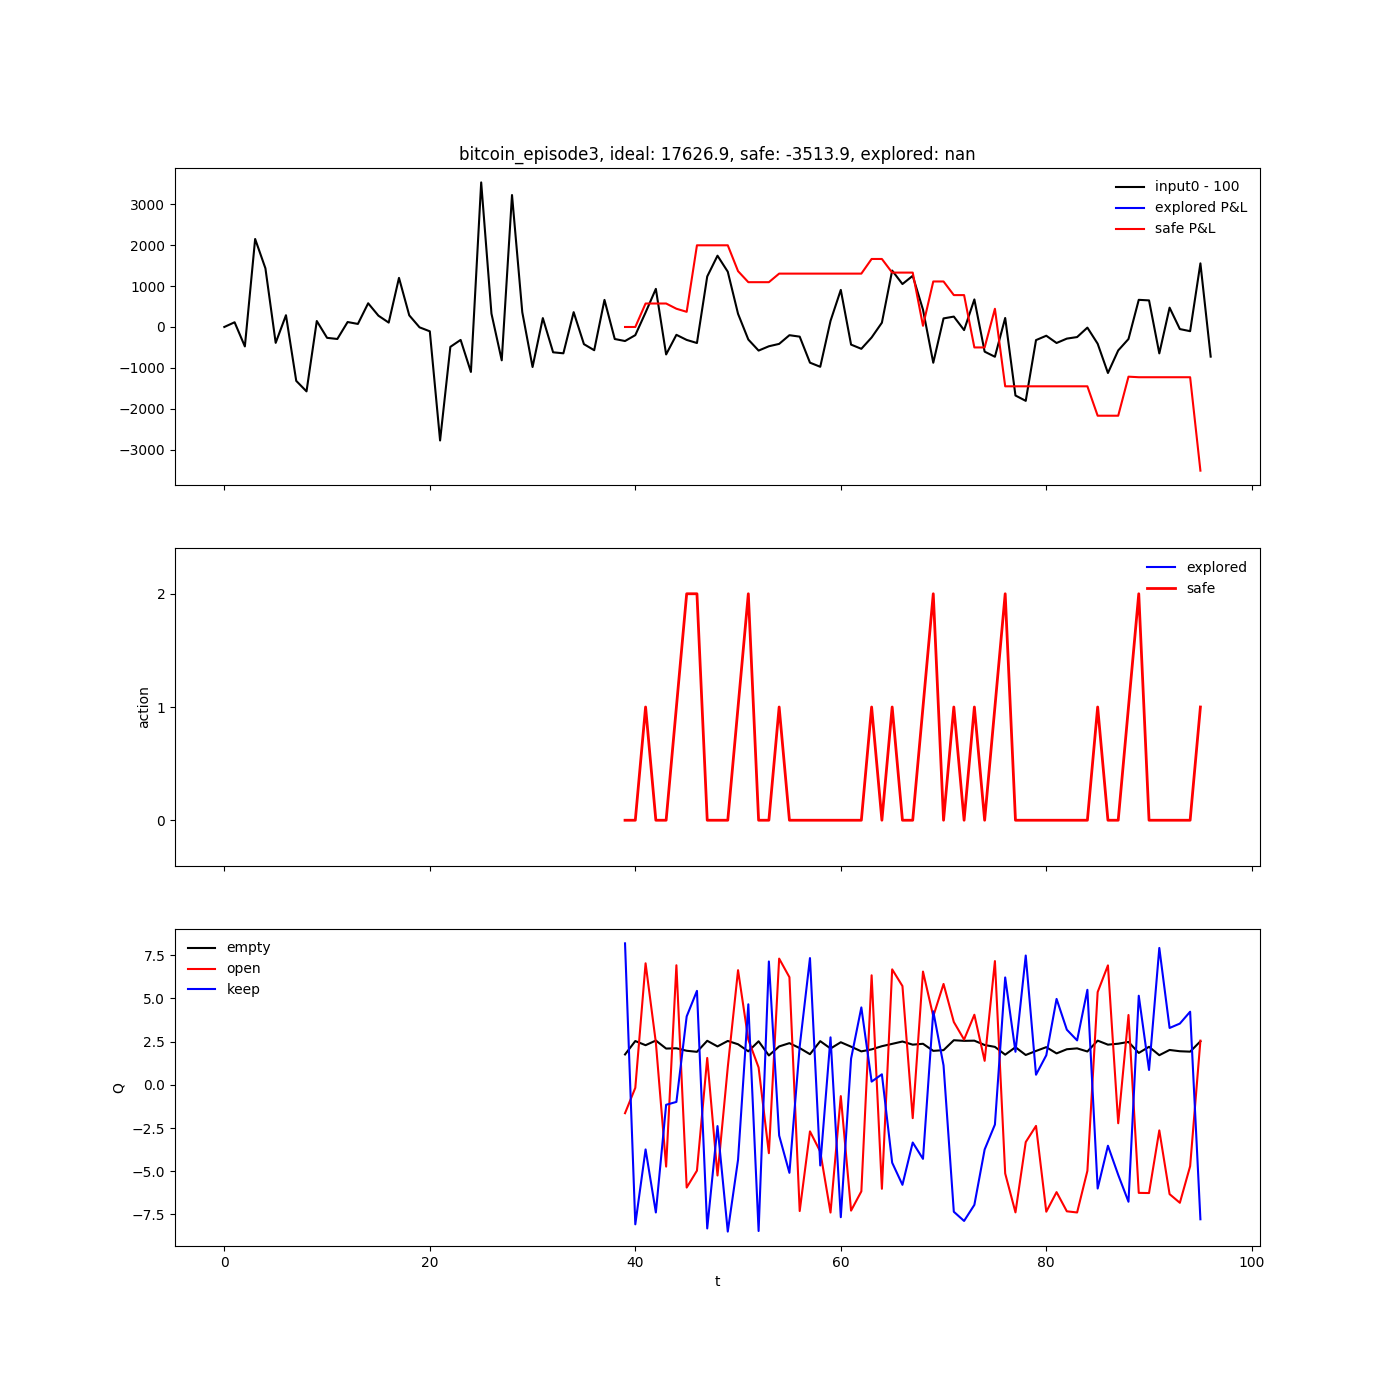 bitcoin_episode3, ideal: 17626.9, safe: -3513.9, explored: nan
input0 - 100
explored P&L
safe P&L
3000
2000
1000
0
−1000
−2000
−3000
explored
safe
2
1
0
action
empty
open
keep
7.5
5.0
2.5
0.0
−2.5
−5.0
−7.5
Q
0 20 40 60 80 100
t